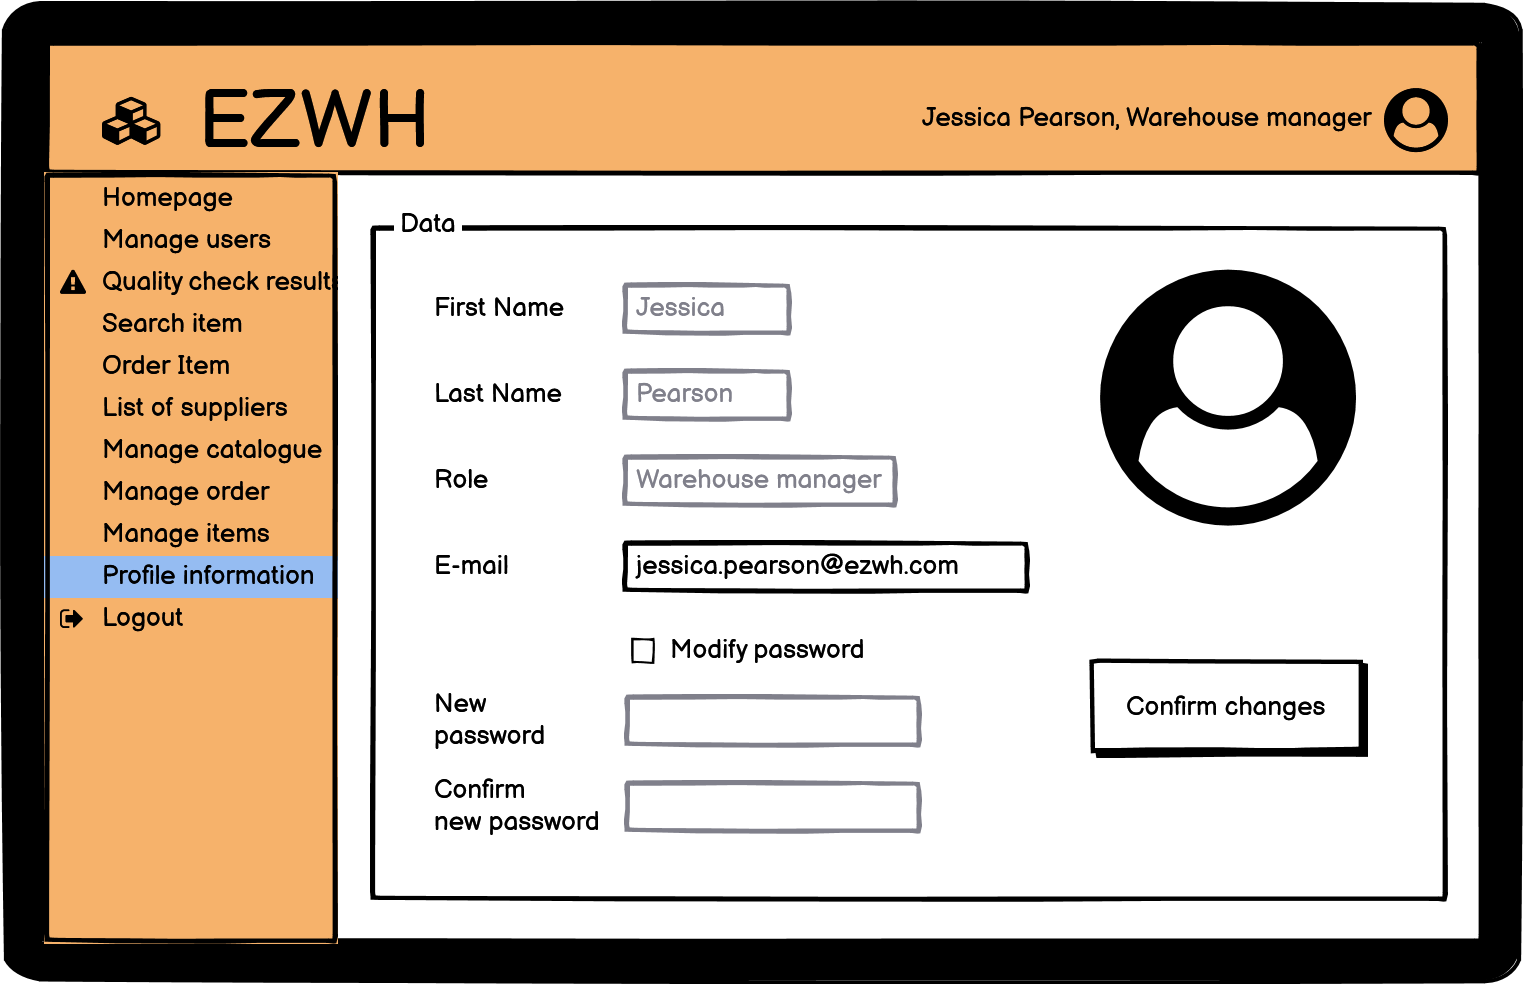 EZWH
Jessica Pearson, Warehouse manager
Homepage
Manage users
Quality check results
Search item
Order Item
List of suppliers
Manage catalogue
Manage order
Manage items
Profile information
Logout
Data
First Name
Jessica
Last Name
Pearson
Role
Warehouse manager
E-mail
jessica.pearson@ezwh.com
Modify password
New
password
Confirm
new password
Confirm changes